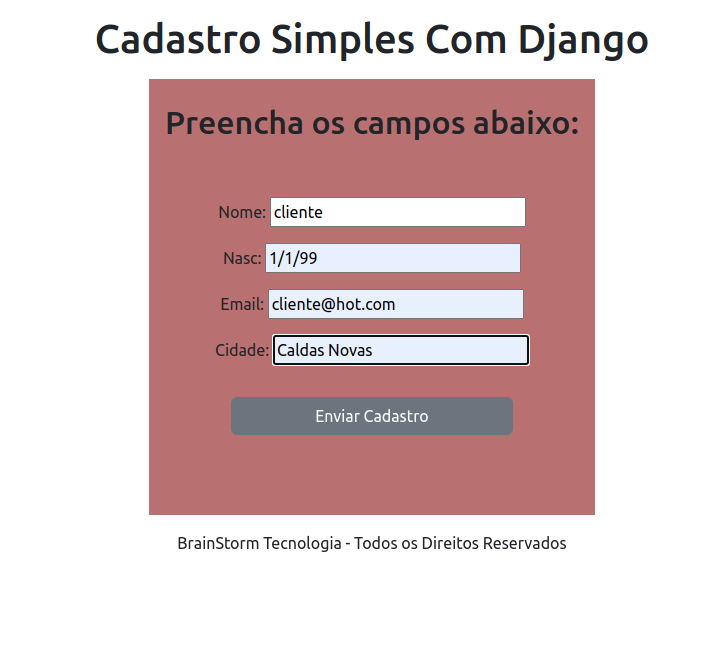 Cadastro Simples Com Django
Preencha os campos abaixo:
Nome: cliente
Nasc: 1/1/99
Email: cliente@hot.com
Cidade: Caldas Novas
Enviar Cadastro
BrainStorm Tecnologia - Todos os Direitos Reservados